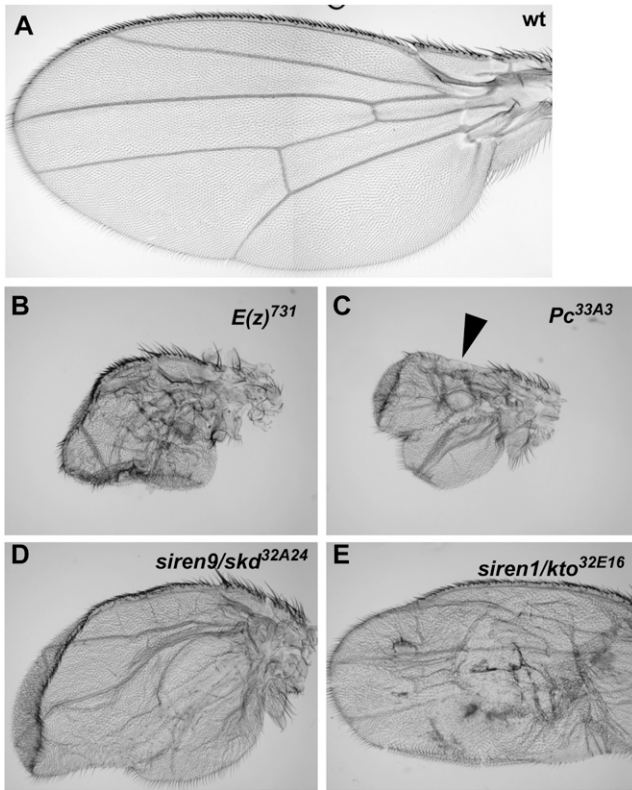 A
wt
B
E(z)731
C
Pc33A3
D
siren9/skd32A24
E
siren1/kto32E16